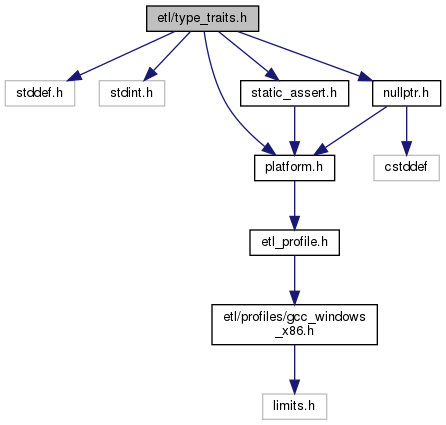 etl/type_traits.h
stddef.h
stdint.h
static_assert.h
nullptr.h
platform.h
cstddef
etl_profile.h
etl/profiles/gcc_windows
_x86.h
limits.h